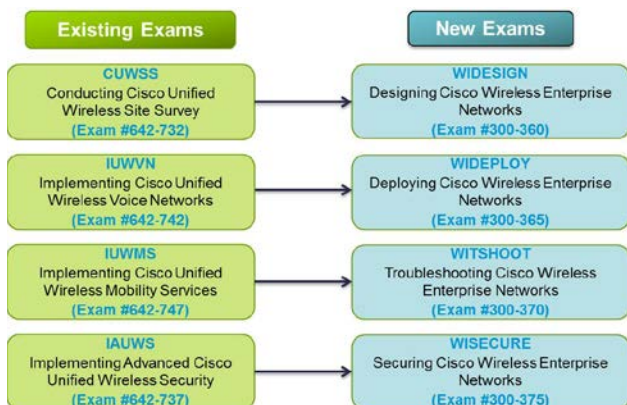 Existing Exams
New Exams
CUWSS
Conducting Cisco Unified
Wireless Site Survey
(Exam #642-732)
WIDESIGN
Designing Cisco Wireless Enterprise
Networks
(Exam #300-360)
IUWVN
Implementing Cisco Unified
Wireless Voice Networks
(Exam #642-742)
WIDEPLOY
Deploying Cisco Wireless Enterprise
Networks
(Exam #300-365)
IUWMS
Implementing Cisco Unified
Wireless Mobility Services
(Exam #642-747)
WITSHOOT
Troubleshooting Cisco Wireless
Enterprise Networks
(Exam #300-370)
IAUWS
Implementing Advanced Cisco
Unified Wireless Security
(Exam #642-737)
WISECURE
Securing Cisco Wireless Enterprise
Networks
(Exam #300-375)